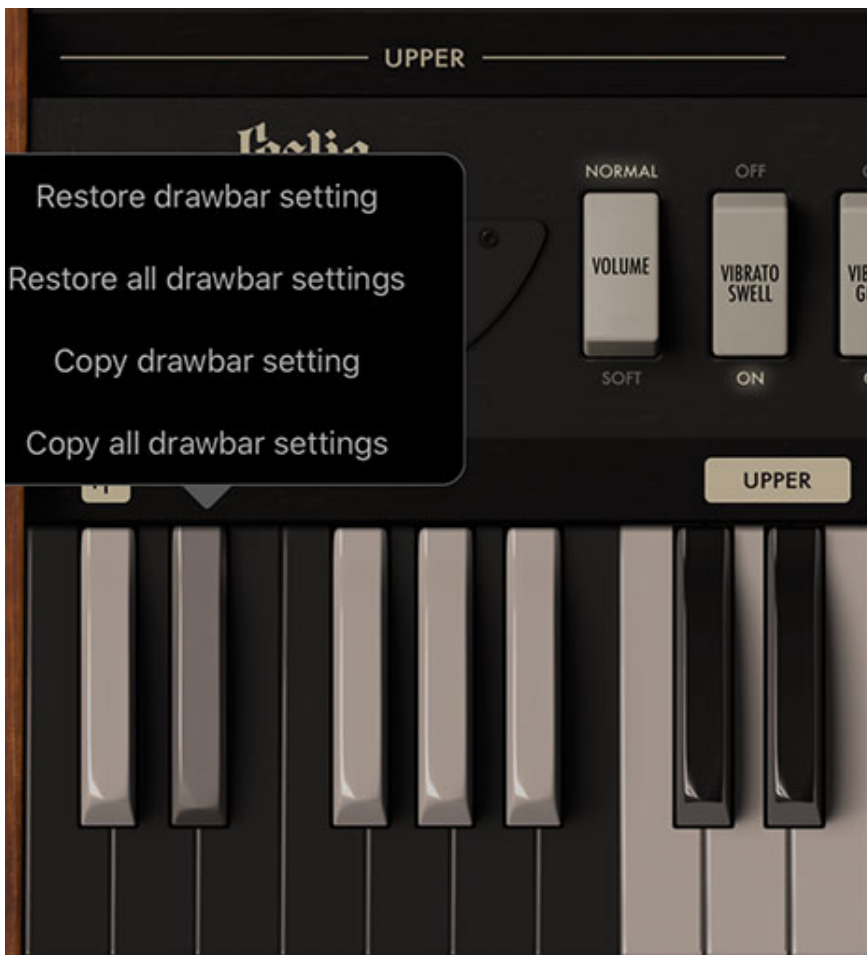 UPPER
NORMAL
OFF
Restore drawbar setting
Restore all drawbar settings
VOLUME
VIBRATO
SWELL
Copy drawbar setting
SOFT
ON
Copy all drawbar settings
UPPER